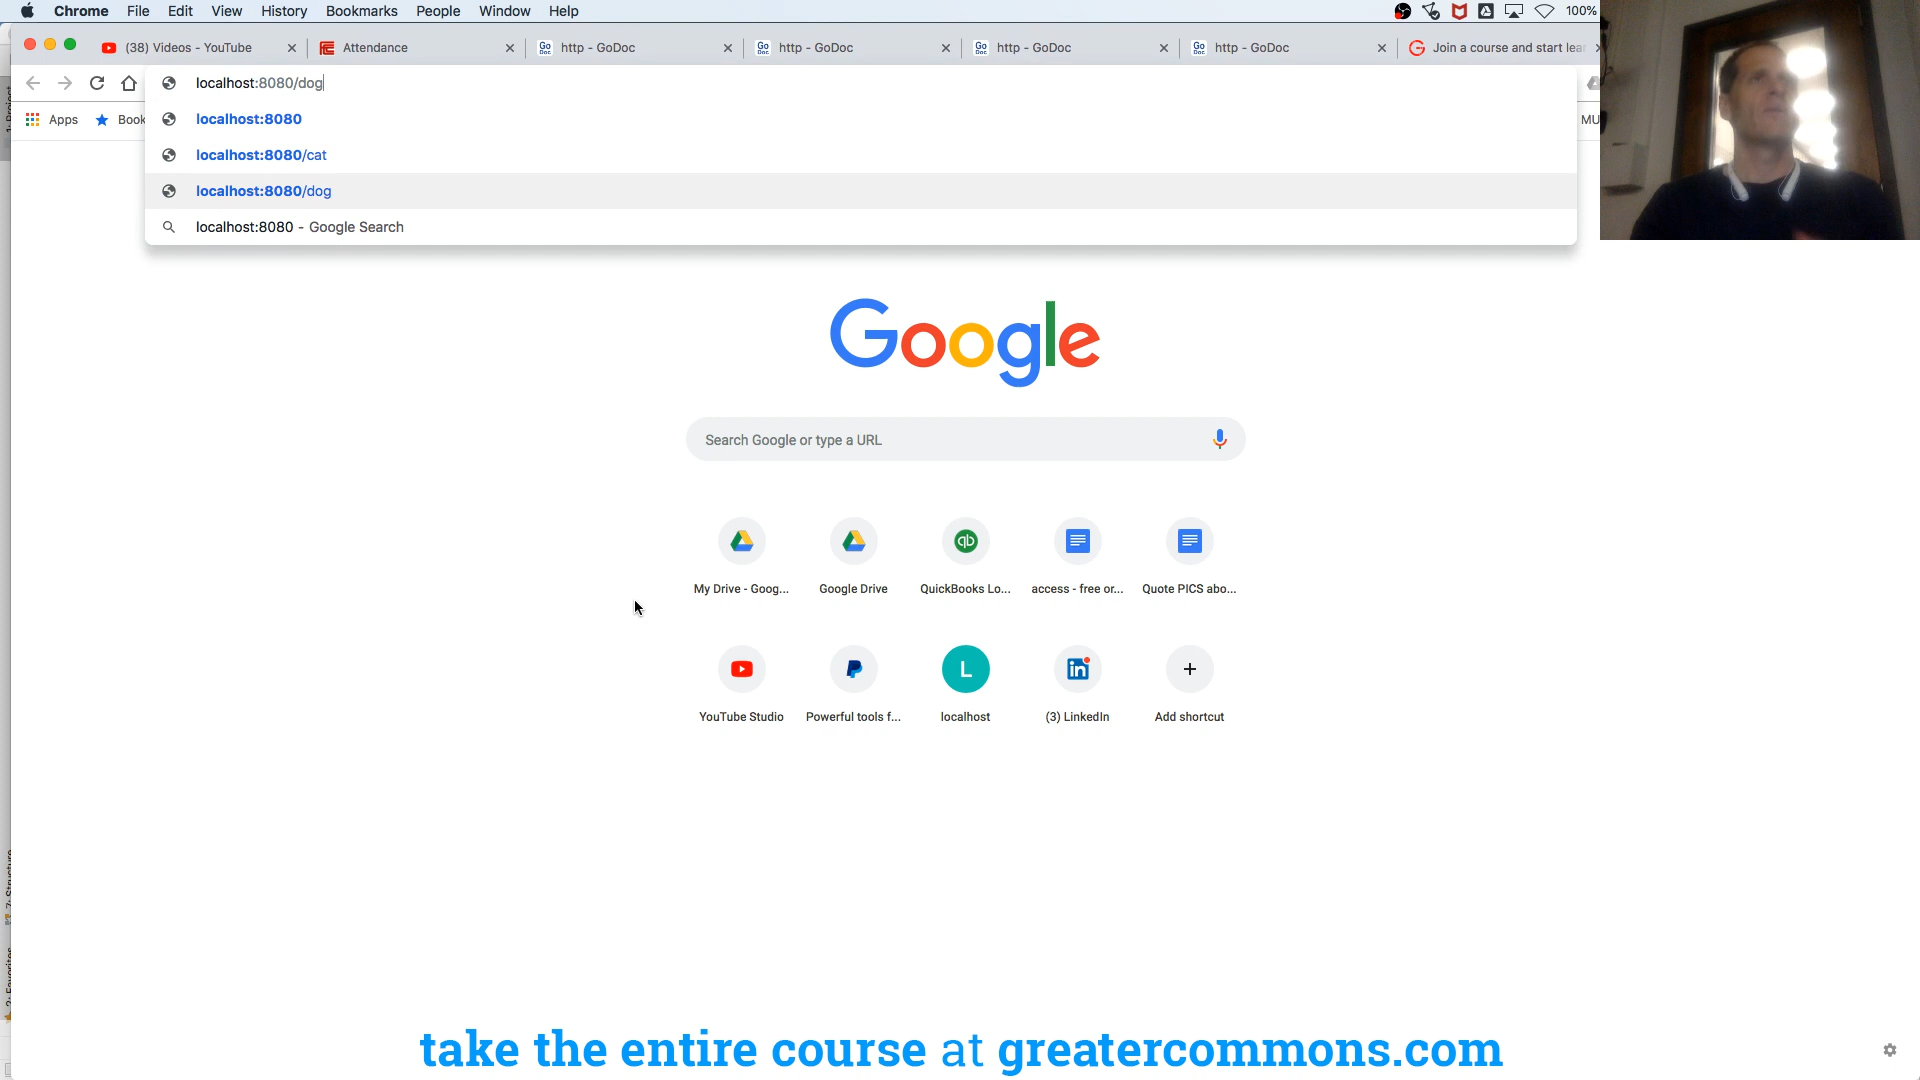 Chrome File Edit View History Bookmarks People Window Help 100%
(38) Videos - YouTube Attendance http - GoDoc http - GoDoc http - GoDoc http - GoDoc Join a course and start lear
localhost:8080/dog
Apps Book MU
localhost:8080
localhost:8080/cat
localhost:8080/dog
localhost:8080 - Google Search
Google
Search Google or type a URL
My Drive - Goog... Google Drive QuickBooks Lo... access - free or... Quote PICS abo...
YouTube Studio Powerful tools f... localhost (3) LinkedIn Add shortcut
take the entire course at greatercommons.com